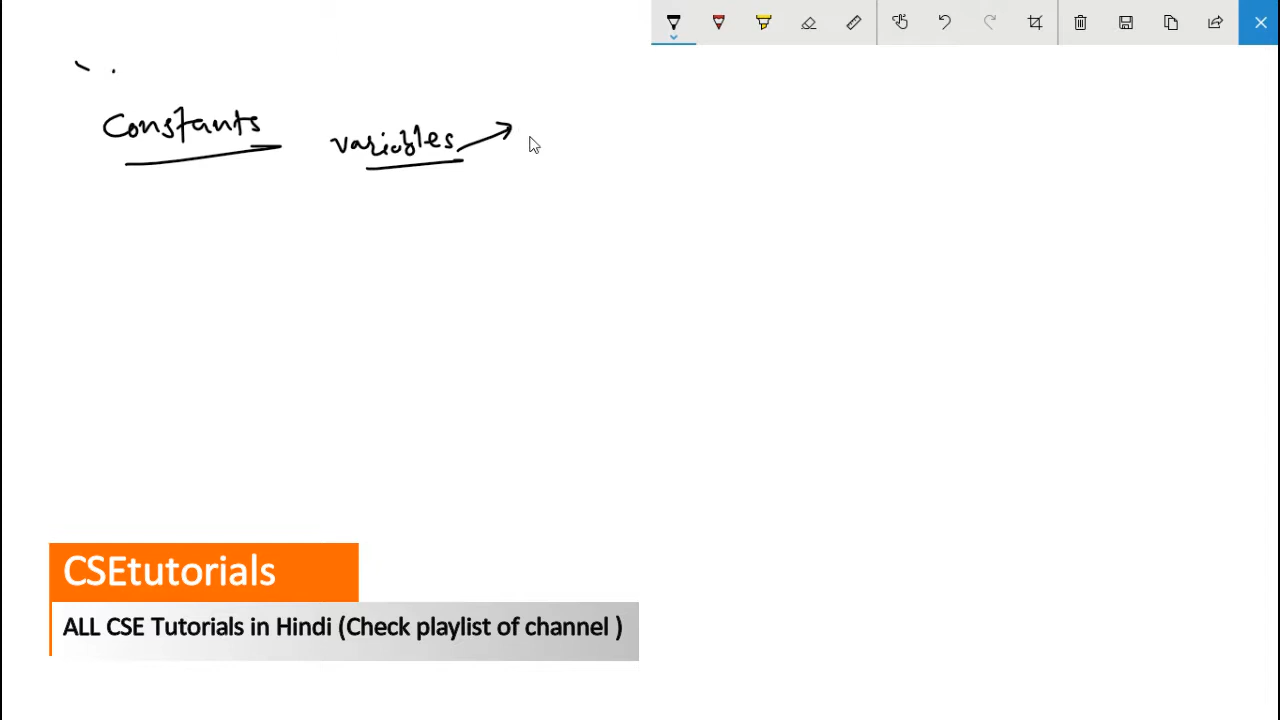 Constants
variables
CSEtutorials
ALL CSE Tutorials in Hindi (Check playlist of channel )